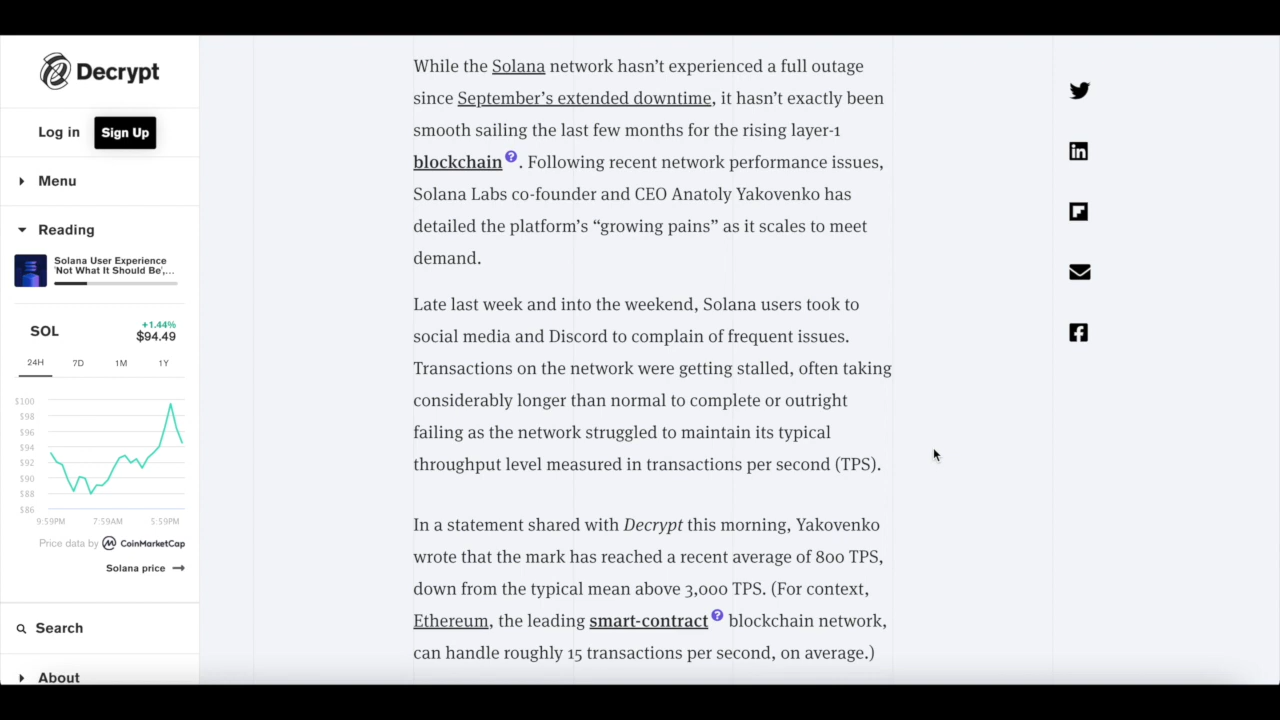 Decrypt
Log in
Sign Up
Menu
Reading
Solana User Experience
'Not What It Should Be',...
SOL
+1.44%
$94.49
24H 7D 1M 1Y
$100
$98
$96
$94
$92
$90
$88
$86
9:59PM 7:59AM 5:59PM
Price data by CoinMarketCap
Solana price
Search
About
While the Solana network hasn’t experienced a full outage
since September’s extended downtime, it hasn’t exactly been
smooth sailing the last few months for the rising layer-1
blockchain ? . Following recent network performance issues,
Solana Labs co-founder and CEO Anatoly Yakovenko has
detailed the platform’s “growing pains” as it scales to meet
demand.
Late last week and into the weekend, Solana users took to
social media and Discord to complain of frequent issues.
Transactions on the network were getting stalled, often taking
considerably longer than normal to complete or outright
failing as the network struggled to maintain its typical
throughput level measured in transactions per second (TPS).
In a statement shared with Decrypt this morning, Yakovenko
wrote that the mark has reached a recent average of 800 TPS,
down from the typical mean above 3,000 TPS. (For context,
Ethereum, the leading smart-contract ? blockchain network,
can handle roughly 15 transactions per second, on average.)